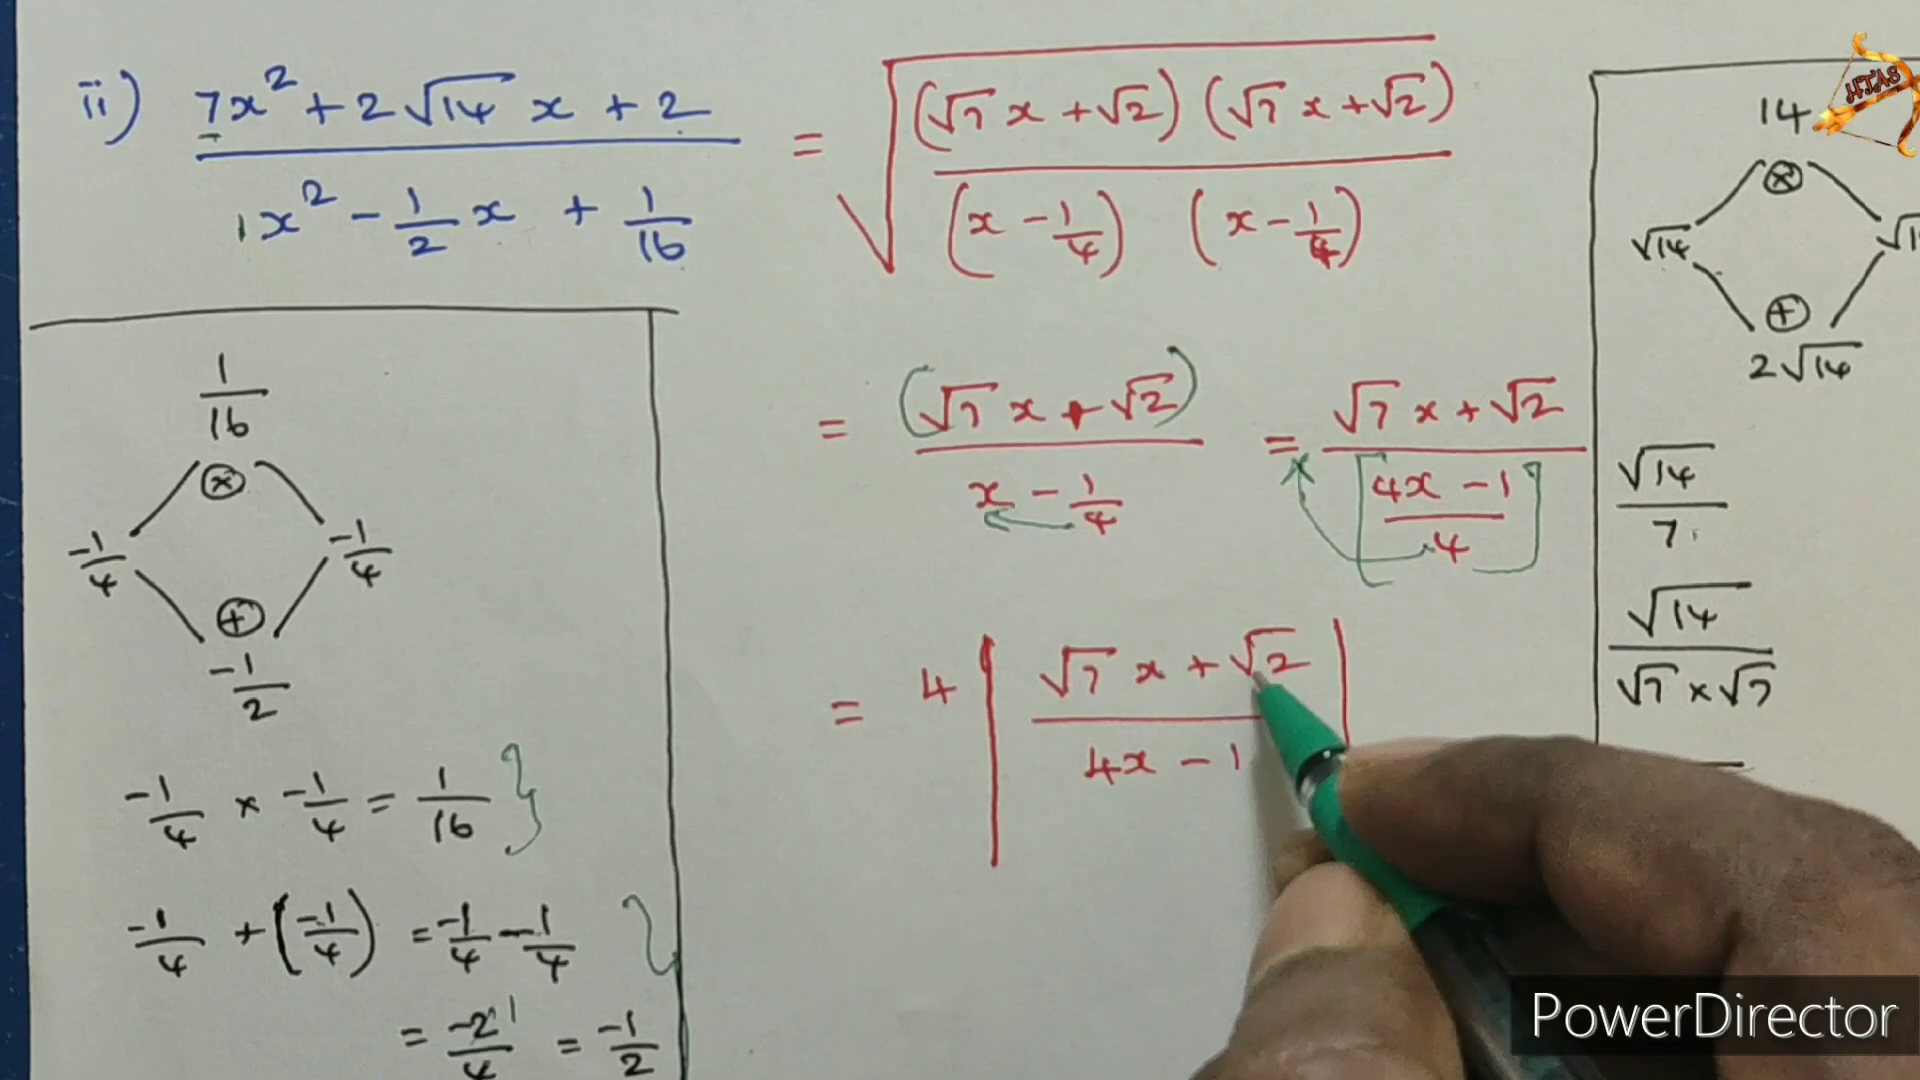 ii) (7x² + 2√14 x + 2) / (1x² - 1/2 x + 1/16) = √[(√7 x + √2) (√7 x + √2) / (x - 1/4) (x - 1/4)]
= (√7 x + √2) / (x - 1/4) = (√7 x + √2) / [(4x - 1)/4]
= 4 | (√7 x + √2) / (4x - 1) |
1/16
×
-1/4 -1/4
+
-1/2
-1/4 × -1/4 = 1/16
-1/4 + (-1/4) = -1/4 - 1/4
= -2/4 1 = -1/2
14
×
√14
+
2√14
√14/7
√14/(√7 × √7)
HTAS
PowerDirector